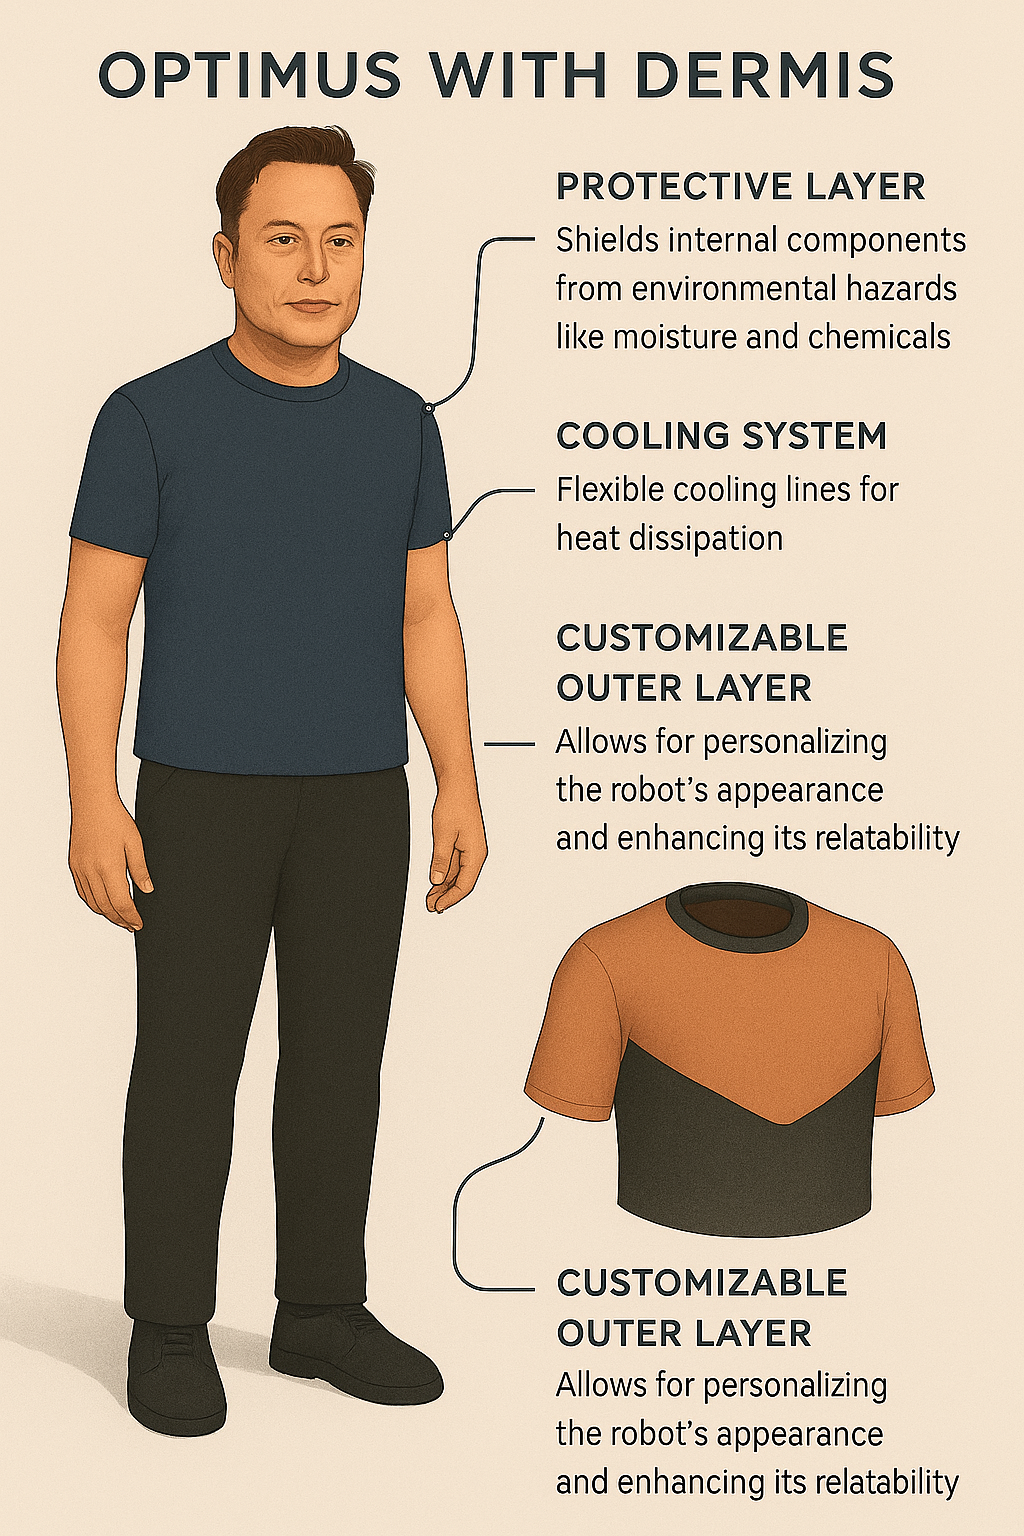 OPTIMUS WITH DERMIS
PROTECTIVE LAYER
Shields internal components
from environmental hazards
like moisture and chemicals
COOLING SYSTEM
Flexible cooling lines for
heat dissipation
CUSTOMIZABLE
OUTER LAYER
Allows for personalizing
the robot's appearance
and enhancing its relatability
CUSTOMIZABLE
OUTER LAYER
Allows for personalizing
the robot's appearance
and enhancing its relatability